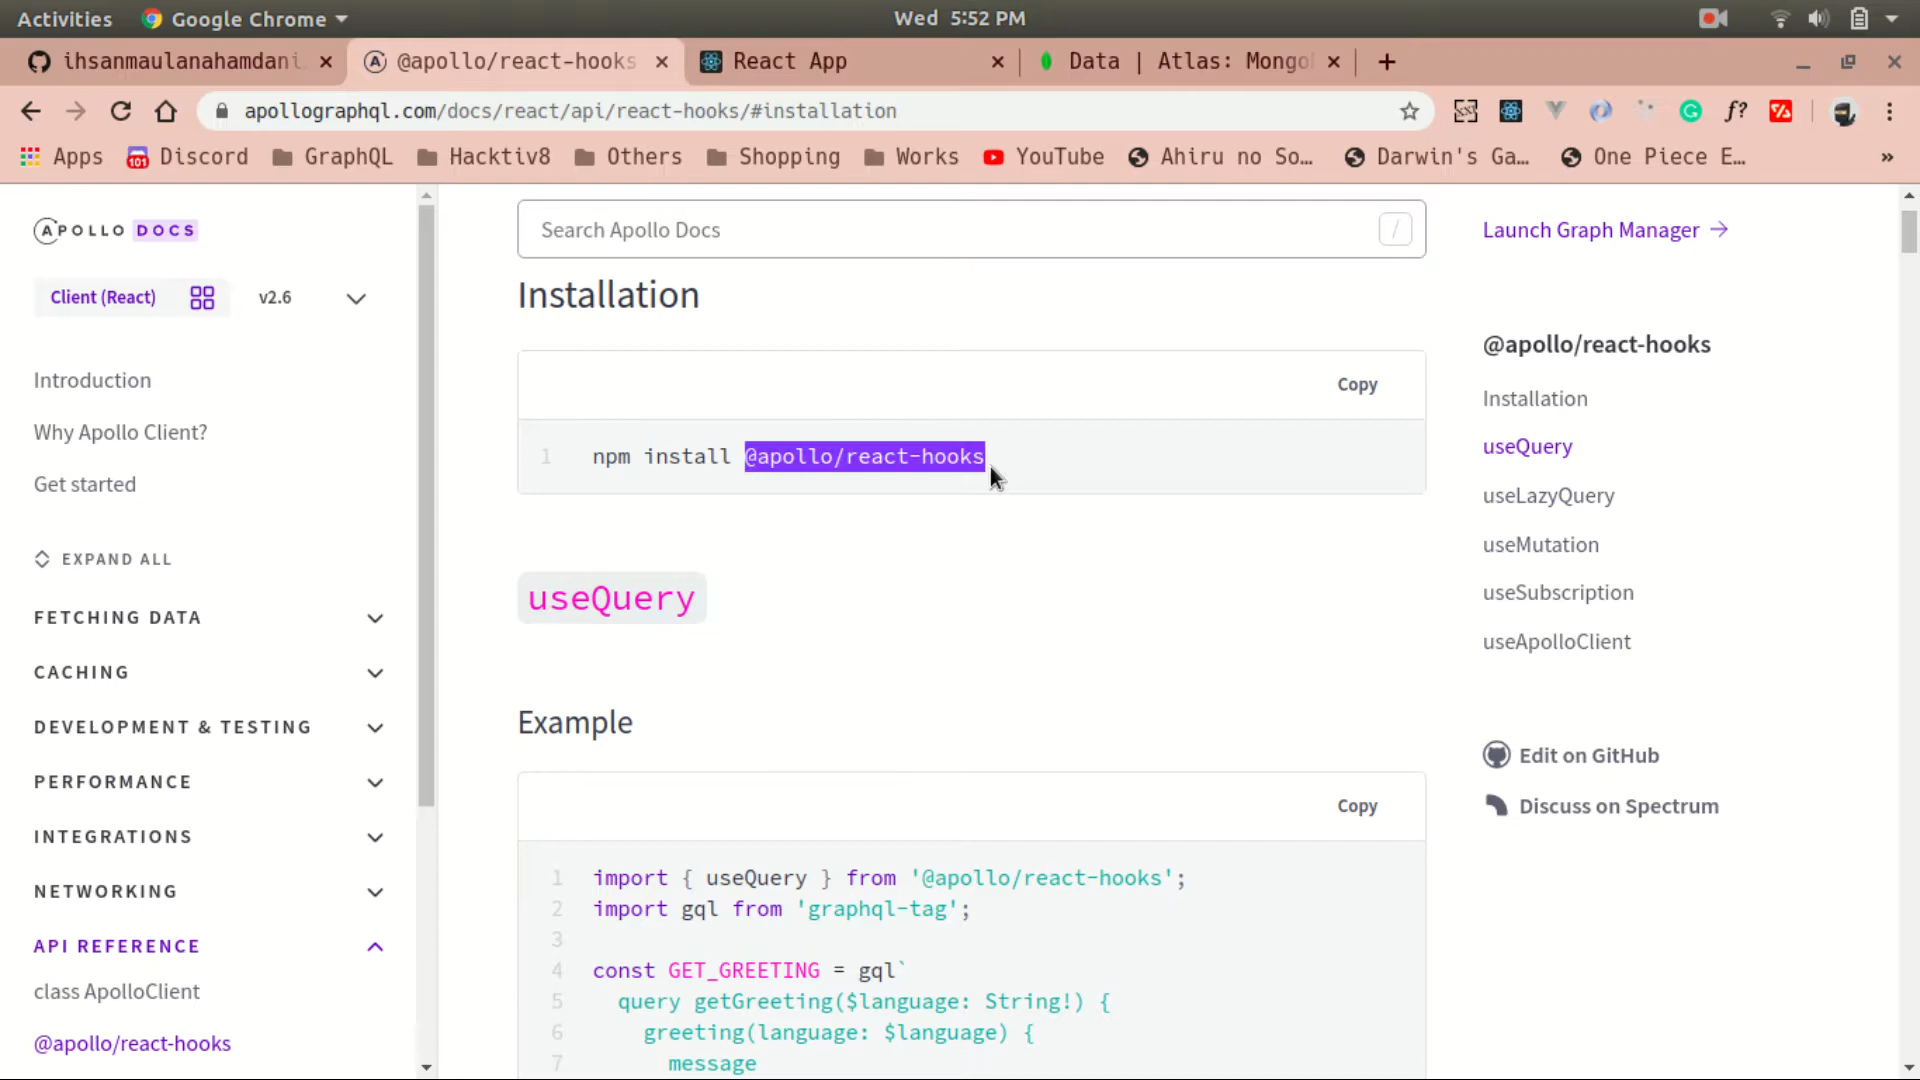 Activities
Google Chrome
Wed 5:52 PM
ihsanmaulanahamdani
@apollo/react-hooks
React App
Data | Atlas: Mongo
apollographql.com/docs/react/api/react-hooks/#installation
f?
Apps
101
Discord
GraphQL
Hacktiv8
Others
Shopping
Works
YouTube
Ahiru no So…
Darwin's Ga…
One Piece E…
»
APOLLO DOCS
Client (React)
v2.6
Introduction
Why Apollo Client?
Get started
EXPAND ALL
FETCHING DATA
CACHING
DEVELOPMENT & TESTING
PERFORMANCE
INTEGRATIONS
NETWORKING
API REFERENCE
class ApolloClient
@apollo/react-hooks
Search Apollo Docs
/
Installation
Copy
1 npm install @apollo/react-hooks
useQuery
Example
Copy
1 import { useQuery } from '@apollo/react-hooks';
2 import gql from 'graphql-tag';
3
4 const GET_GREETING = gql`
5 query getGreeting($language: String!) {
6 greeting(language: $language) {
7 message
Launch Graph Manager →
@apollo/react-hooks
Installation
useQuery
useLazyQuery
useMutation
useSubscription
useApolloClient
Edit on GitHub
Discuss on Spectrum